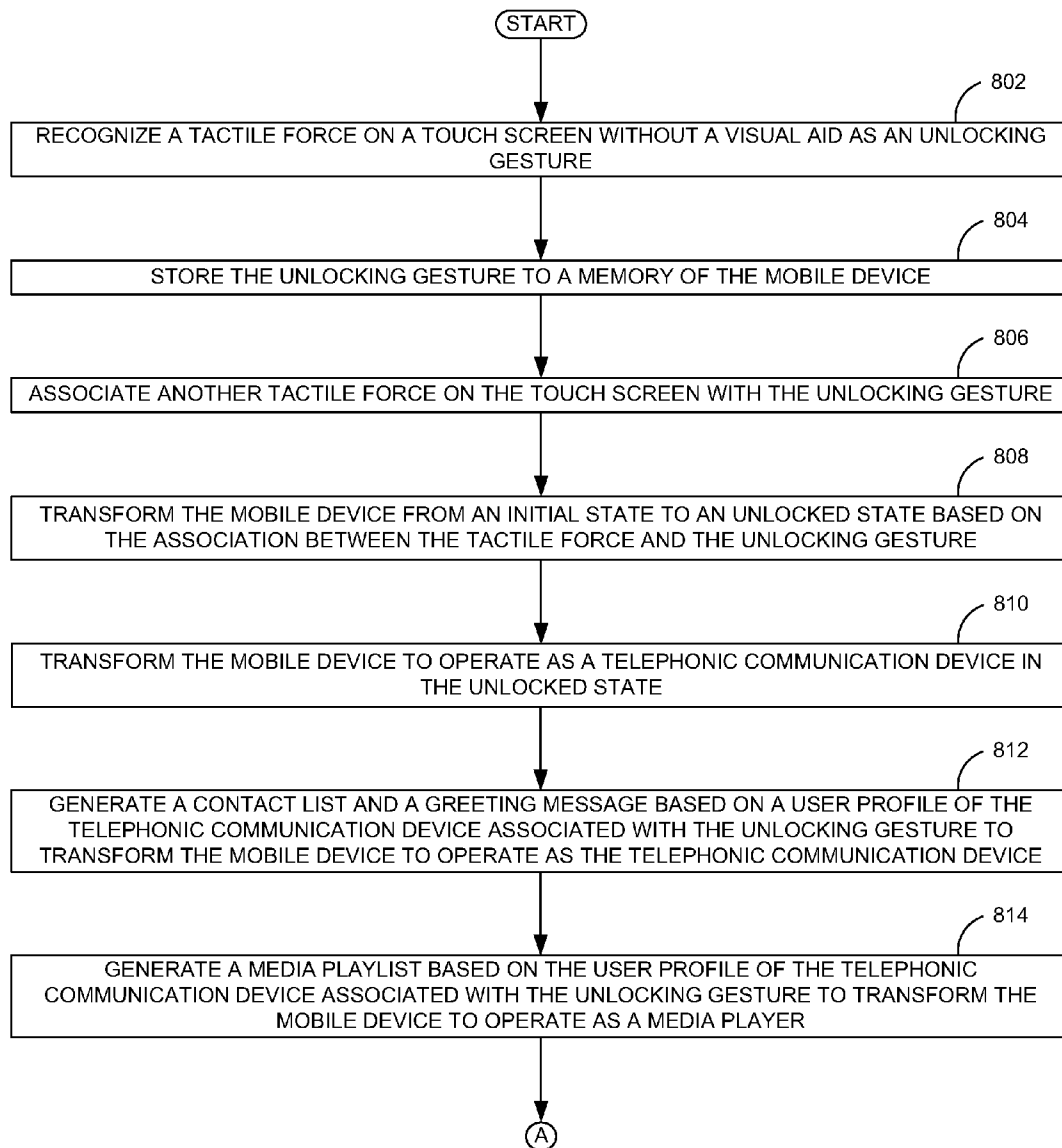 START
802
RECOGNIZE A TACTILE FORCE ON A TOUCH SCREEN WITHOUT A VISUAL AID AS AN UNLOCKING
GESTURE
804
STORE THE UNLOCKING GESTURE TO A MEMORY OF THE MOBILE DEVICE
806
ASSOCIATE ANOTHER TACTILE FORCE ON THE TOUCH SCREEN WITH THE UNLOCKING GESTURE
808
TRANSFORM THE MOBILE DEVICE FROM AN INITIAL STATE TO AN UNLOCKED STATE BASED ON
THE ASSOCIATION BETWEEN THE TACTILE FORCE AND THE UNLOCKING GESTURE
810
TRANSFORM THE MOBILE DEVICE TO OPERATE AS A TELEPHONIC COMMUNICATION DEVICE IN
THE UNLOCKED STATE
812
GENERATE A CONTACT LIST AND A GREETING MESSAGE BASED ON A USER PROFILE OF THE
TELEPHONIC COMMUNICATION DEVICE ASSOCIATED WITH THE UNLOCKING GESTURE TO
TRANSFORM THE MOBILE DEVICE TO OPERATE AS THE TELEPHONIC COMMUNICATION DEVICE
814
GENERATE A MEDIA PLAYLIST BASED ON THE USER PROFILE OF THE TELEPHONIC
COMMUNICATION DEVICE ASSOCIATED WITH THE UNLOCKING GESTURE TO TRANSFORM THE
MOBILE DEVICE TO OPERATE AS A MEDIA PLAYER
A